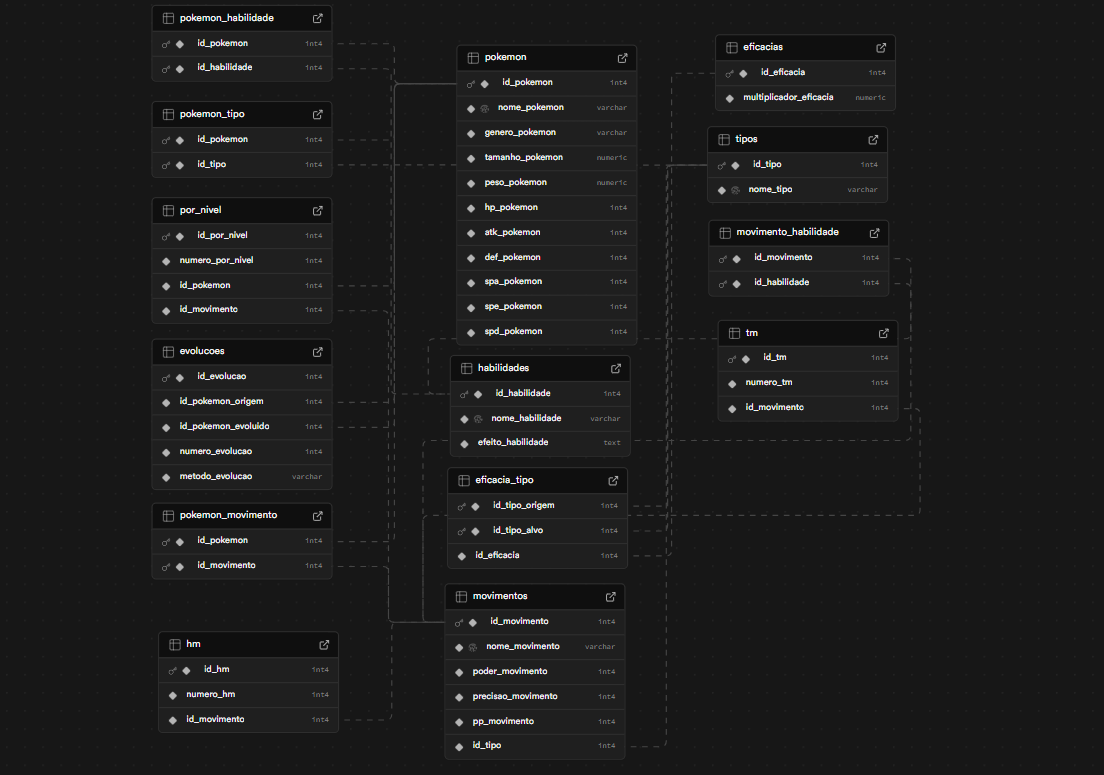 pokemon_habilidade
id_pokemon int4
id_habilidade int4
pokemon_tipo
id_pokemon int4
id_tipo int4
por_nivel
id_por_nivel int4
numero_por_nivel int4
id_pokemon int4
id_movimento int4
evolucoes
id_evolucao int4
id_pokemon_origem int4
id_pokemon_evoluido int4
numero_evolucao int4
metodo_evolucao varchar
pokemon_movimento
id_pokemon int4
id_movimento int4
hm
id_hm int4
numero_hm int4
id_movimento int4
pokemon
id_pokemon int4
nome_pokemon varchar
genero_pokemon varchar
tamanho_pokemon numeric
peso_pokemon numeric
hp_pokemon int4
atk_pokemon int4
def_pokemon int4
spa_pokemon int4
spe_pokemon int4
spd_pokemon int4
habilidades
id_habilidade int4
nome_habilidade varchar
efeito_habilidade text
eficacia_tipo
id_tipo_origem int4
id_tipo_alvo int4
id_eficacia int4
movimentos
id_movimento int4
nome_movimento varchar
poder_movimento int4
precisao_movimento int4
pp_movimento int4
id_tipo int4
eficacias
id_eficacia int4
multiplicador_eficacia numeric
tipos
id_tipo int4
nome_tipo varchar
movimento_habilidade
id_movimento int4
id_habilidade int4
tm
id_tm int4
numero_tm int4
id_movimento int4